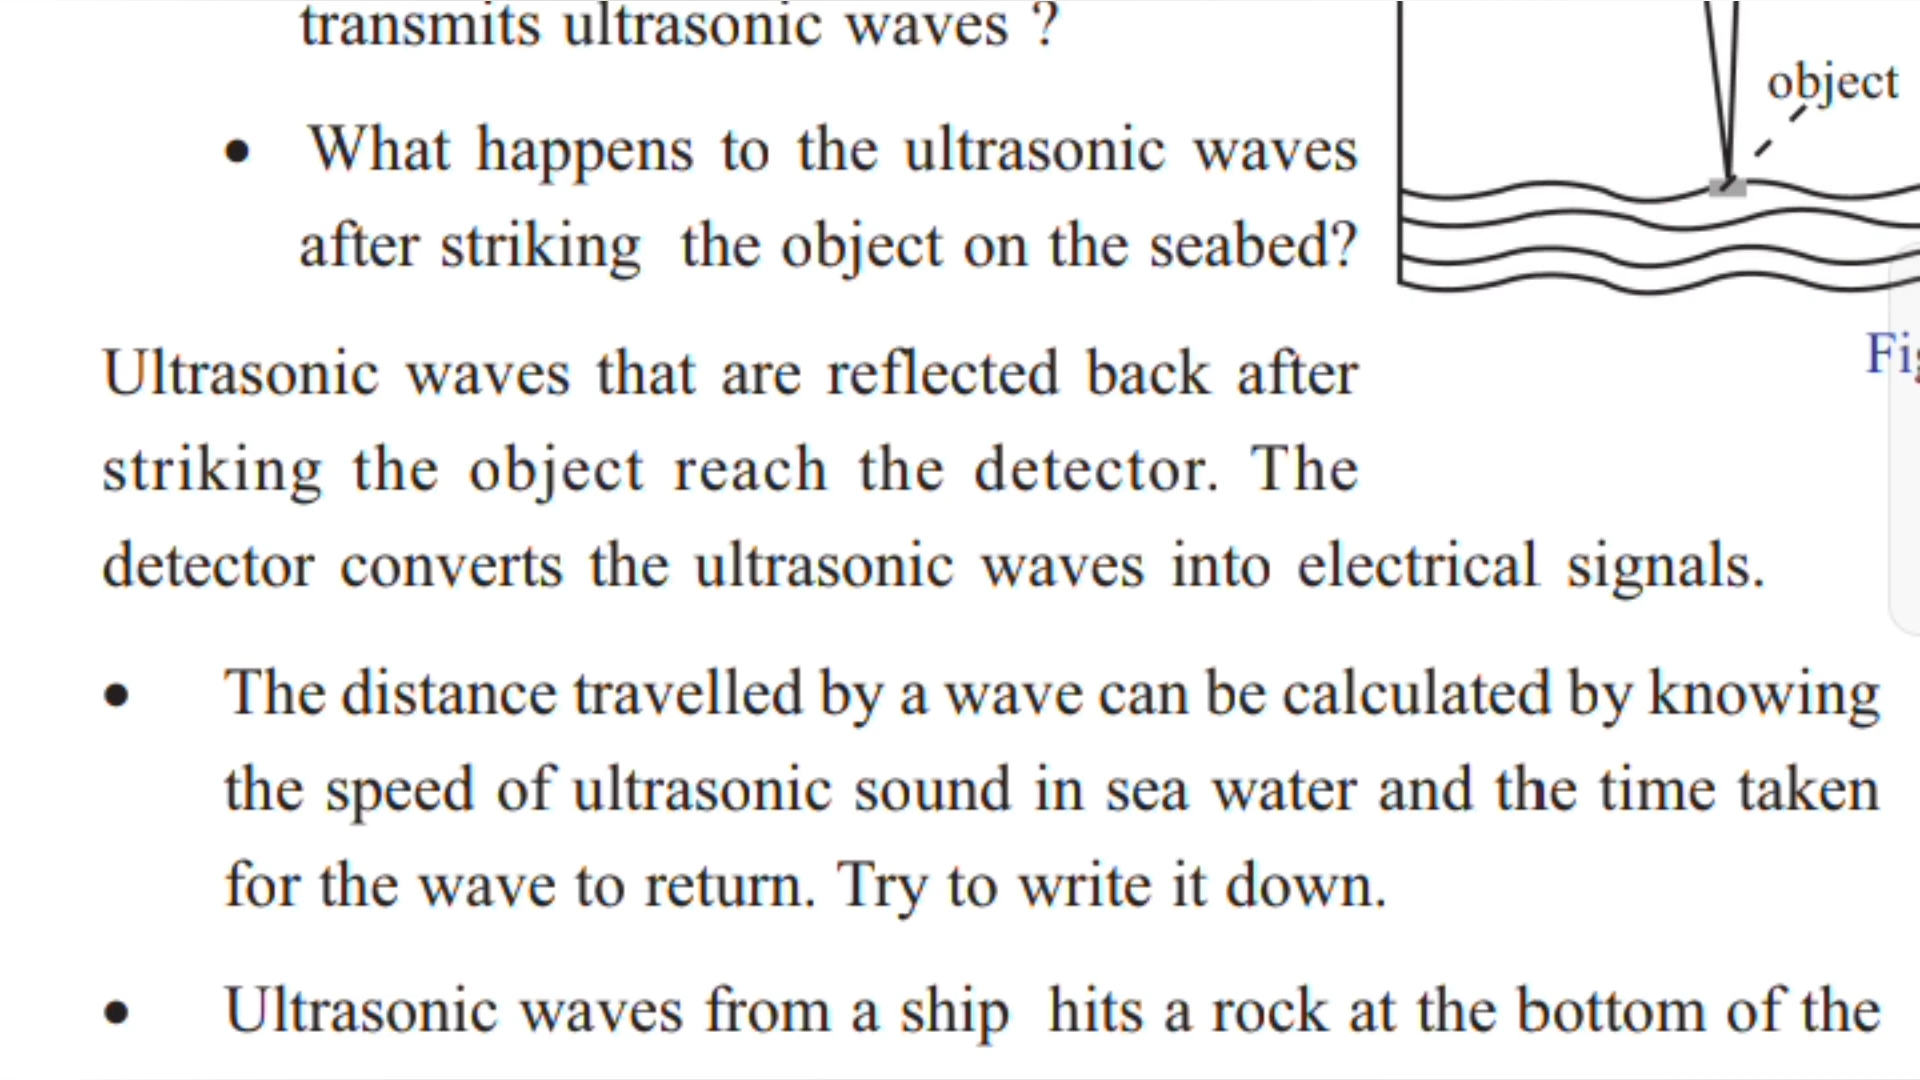 transmits ultrasonic waves ?
object
• What happens to the ultrasonic waves
after striking the object on the seabed?
Ultrasonic waves that are reflected back after
striking the object reach the detector. The
detector converts the ultrasonic waves into electrical signals.
• The distance travelled by a wave can be calculated by knowing
the speed of ultrasonic sound in sea water and the time taken
for the wave to return. Try to write it down.
• Ultrasonic waves from a ship hits a rock at the bottom of the